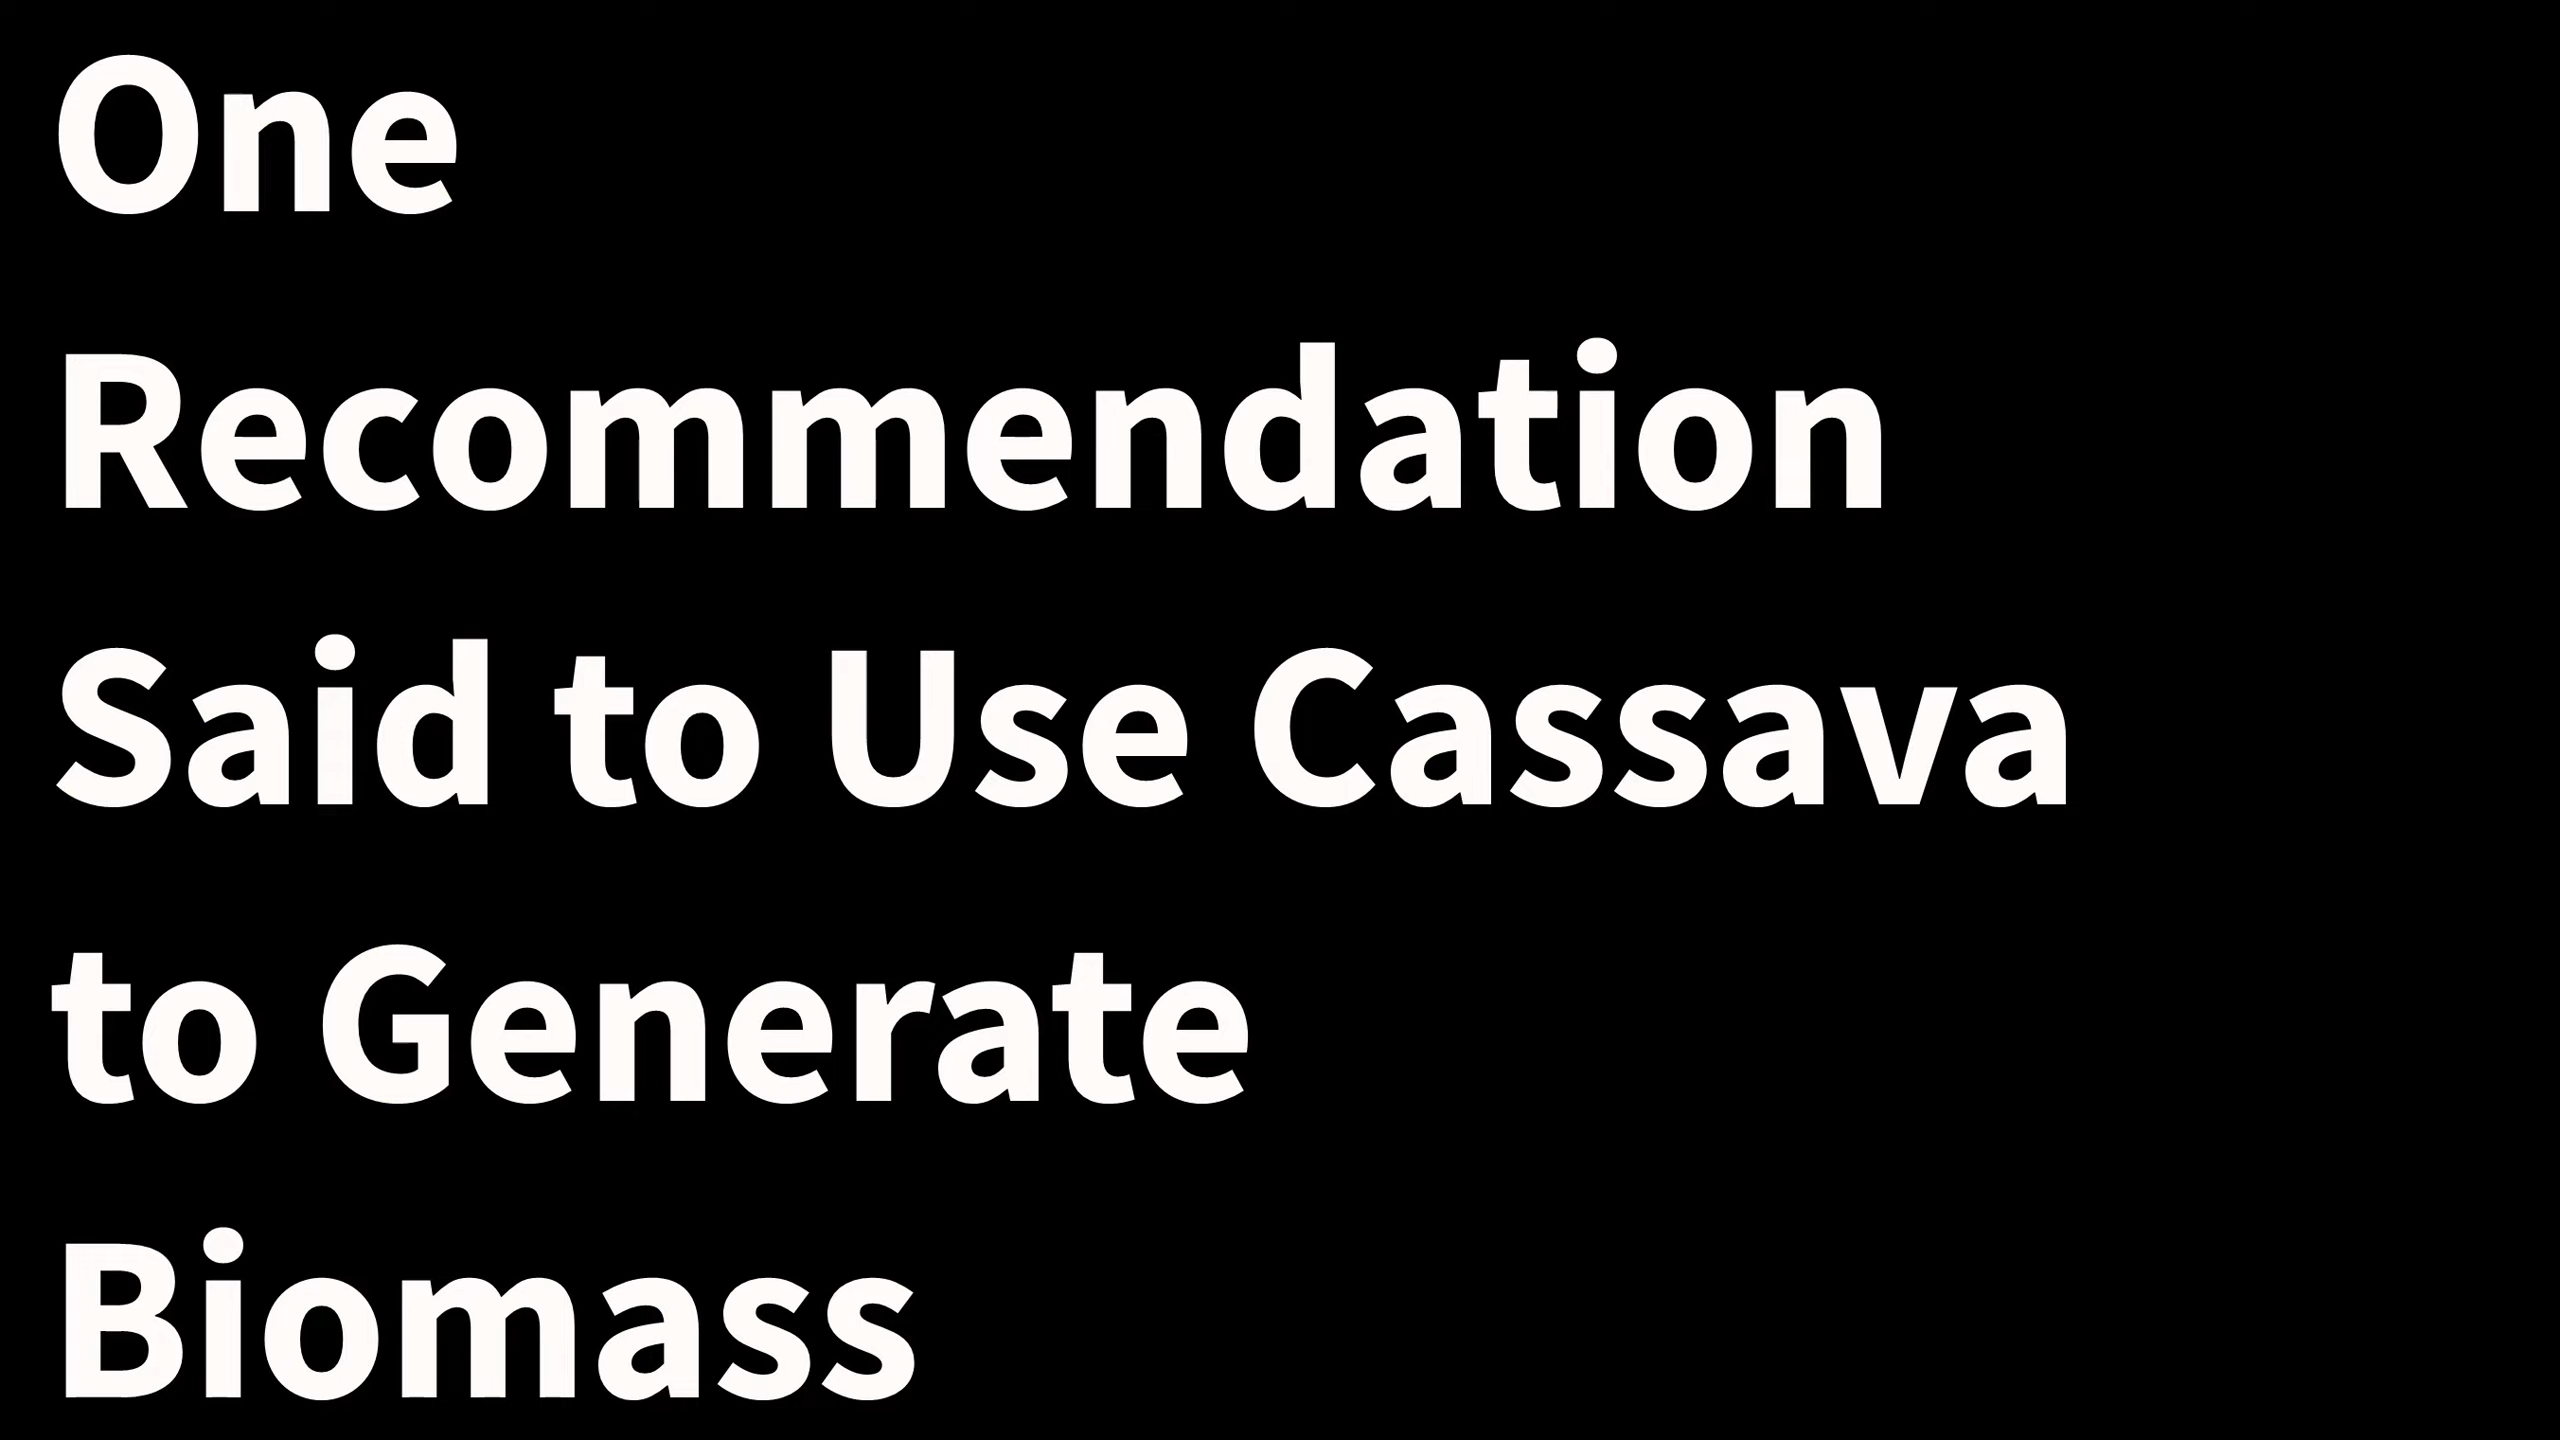 One
Recommendation
Said to Use Cassava
to Generate
Biomass